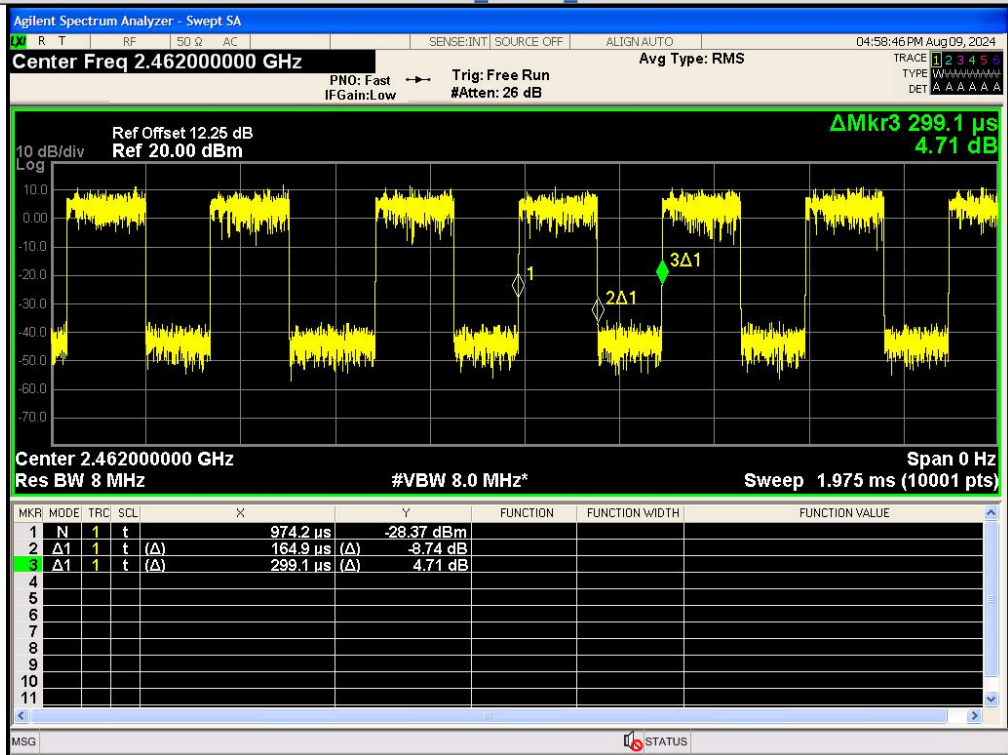 Agilent Spectrum Analyzer - Swept SA
LXI R T RF 50 Ω AC SENSE:INT SOURCE OFF ALIGN AUTO 04:58:46 PM Aug 09, 2024
Center Freq 2.462000000 GHz Avg Type: RMS TRACE 1 2 3 4 5 6
PNO: Fast Trig: Free Run TYPE WWWWWW
IFGain:Low #Atten: 26 dB DET A A A A A A
Ref Offset 12.25 dB ΔMkr3 299.1 µs
10 dB/div Ref 20.00 dBm 4.71 dB
Log
10.0
0.00
-10.0
-20.0
-30.0
-40.0
-50.0
-60.0
-70.0
1
2Δ1
3Δ1
Center 2.462000000 GHz Span 0 Hz
Res BW 8 MHz #VBW 8.0 MHz* Sweep 1.975 ms (10001 pts)
MKR MODE TRC SCL X Y FUNCTION FUNCTION WIDTH FUNCTION VALUE
1 N 1 t 974.2 µs -28.37 dBm
2 Δ1 1 t (Δ) 164.9 µs (Δ) -8.74 dB
3 Δ1 1 t (Δ) 299.1 µs (Δ) 4.71 dB
4
5
6
7
8
9
10
11
MSG STATUS